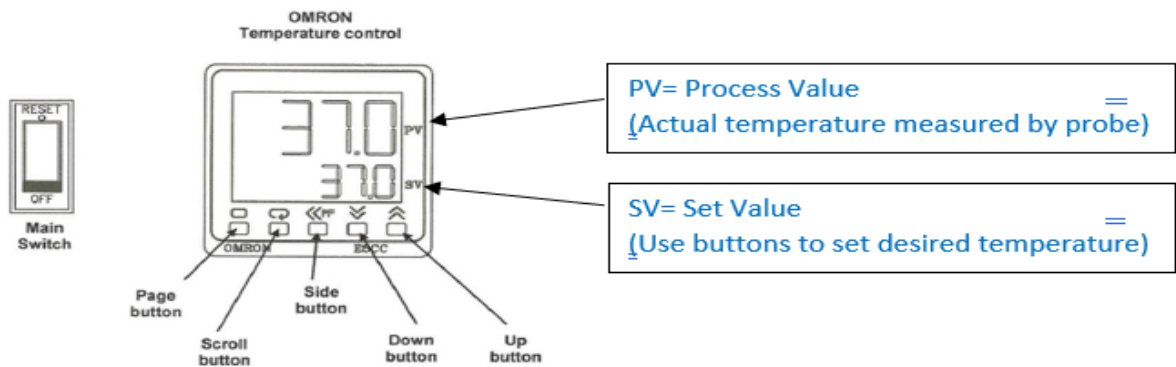 OMRON
Temperature control
RESET
OFF
Main
Switch
37.0 PV
37.0 SV
PF
OMRON E5CC
Page
button
Scroll
button
Side
button
Down
button
Up
button
PV= Process Value
(Actual temperature measured by probe)
SV= Set Value
(Use buttons to set desired temperature)